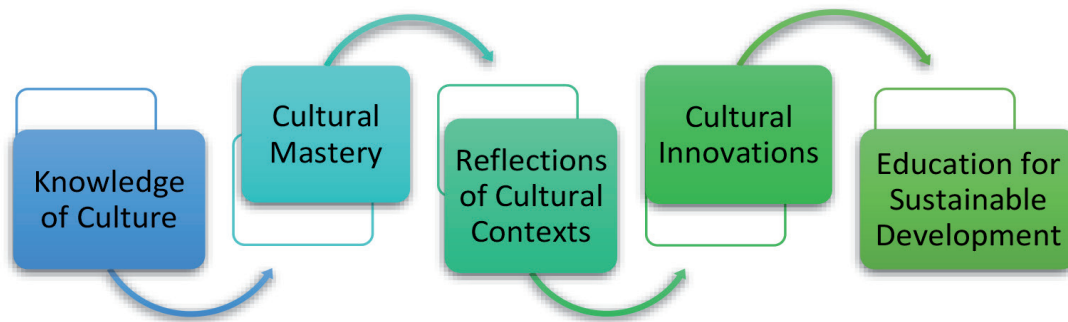 Knowledge
of Culture
Cultural
Mastery
Reflections
of Cultural
Contexts
Cultural
Innovations
Education for
Sustainable
Development